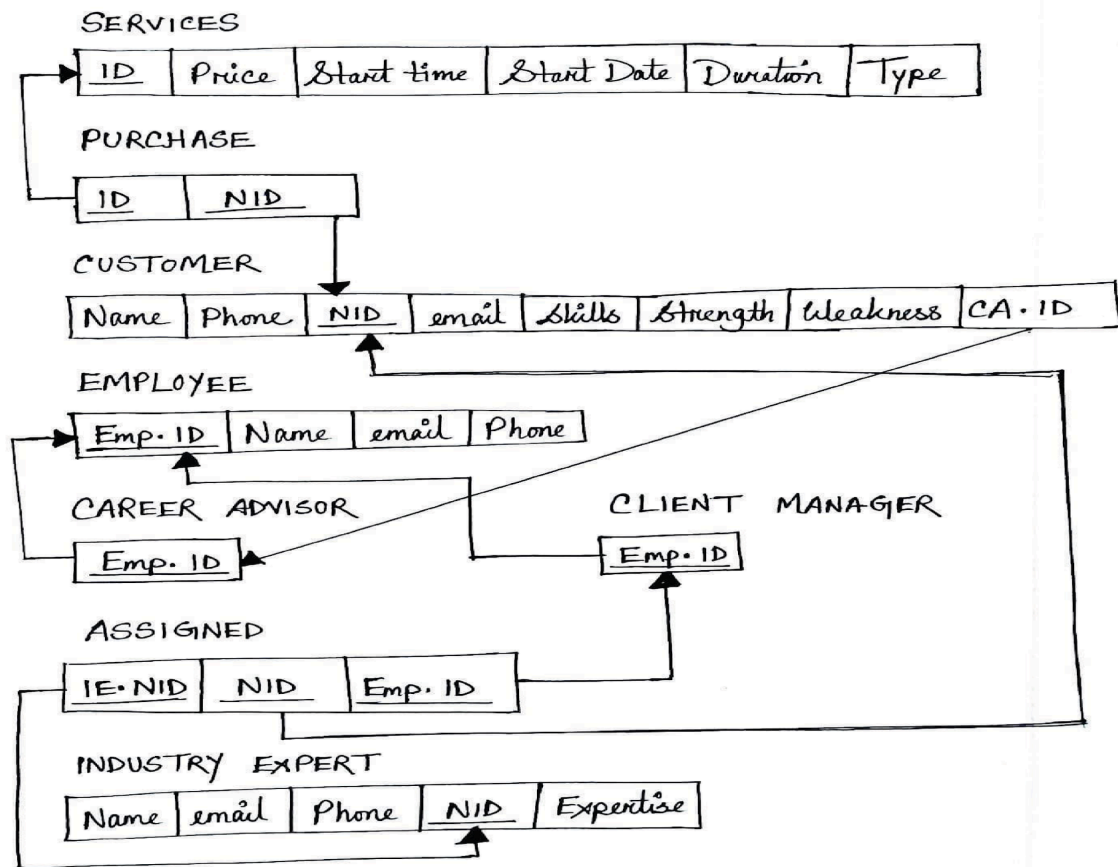 SERVICES
ID Price Start time Start Date Duration Type
PURCHASE
ID NID
CUSTOMER
Name Phone NID email Skills Strength Weakness CA. ID
EMPLOYEE
Emp. ID Name email Phone
CAREER ADVISOR CLIENT MANAGER
Emp. ID Emp. ID
ASSIGNED
IE. NID NID Emp. ID
INDUSTRY EXPERT
Name email Phone NID Expertise